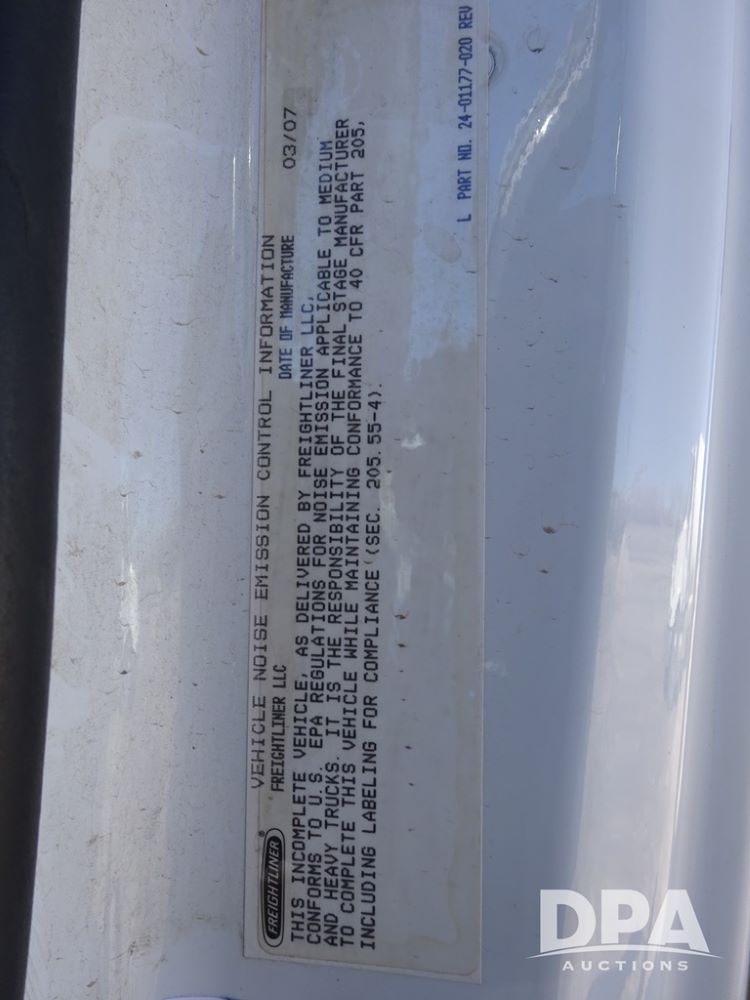 VEHICLE NOISE EMISSION CONTROL INFORMATION
FREIGHTLINER LLC DATE OF MANUFACTURE 03/07
FREIGHTLINER®
THIS INCOMPLETE VEHICLE, AS DELIVERED BY FREIGHTLINER LLC,
CONFORMS TO U.S. EPA REGULATIONS FOR NOISE EMISSION APPLICABLE TO MEDIUM
AND HEAVY TRUCKS. IT IS THE RESPONSIBILITY OF THE FINAL STAGE MANUFACTURER
TO COMPLETE THIS VEHICLE WHILE MAINTAINING CONFORMANCE TO 40 CFR PART 205,
INCLUDING LABELING FOR COMPLIANCE (SEC. 205.55-4).
L PART NO. 24-01177-020 REV
DPA
AUCTIONS